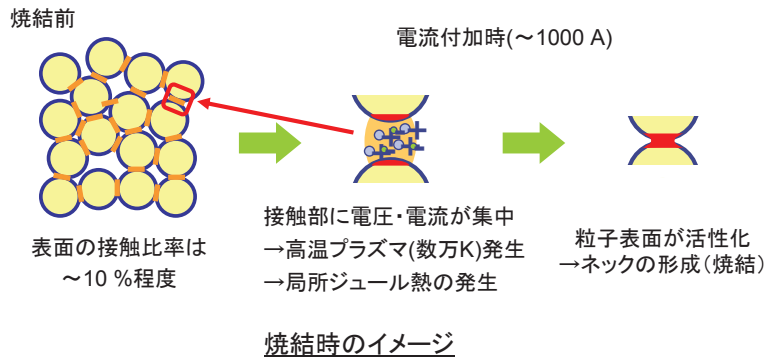 焼結前
電流付加時(～1000 A)
表面の接触比率は
～10 %程度
接触部に電圧・電流が集中
→高温プラズマ(数万K)発生
→局所ジュール熱の発生
粒子表面が活性化
→ネックの形成(焼結)
焼結時のイメージ